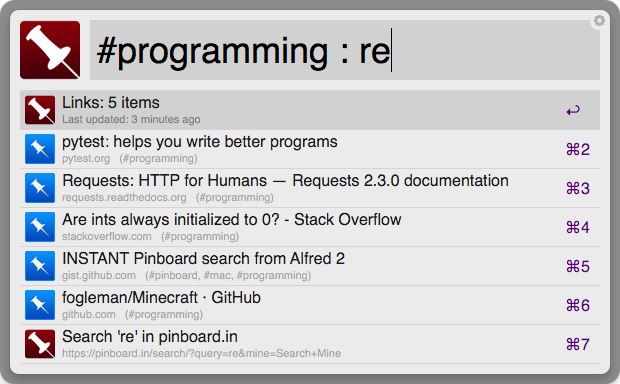 #programming : re
Links: 5 items
Last updated: 3 minutes ago
↩
pytest: helps you write better programs
pytest.org (#programming)
⌘2
Requests: HTTP for Humans — Requests 2.3.0 documentation
requests.readthedocs.org (#programming)
⌘3
Are ints always initialized to 0? - Stack Overflow
stackoverflow.com (#programming)
⌘4
INSTANT Pinboard search from Alfred 2
gist.github.com (#pinboard, #mac, #programming)
⌘5
fogleman/Minecraft · GitHub
github.com (#programming)
⌘6
Search 're' in pinboard.in
https://pinboard.in/search/?query=re&mine=Search+Mine
⌘7